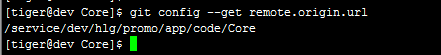 [tiger@dev Core]$ git config --get remote.origin.url
/service/dev/hlg/promo/app/code/Core
[tiger@dev Core]$